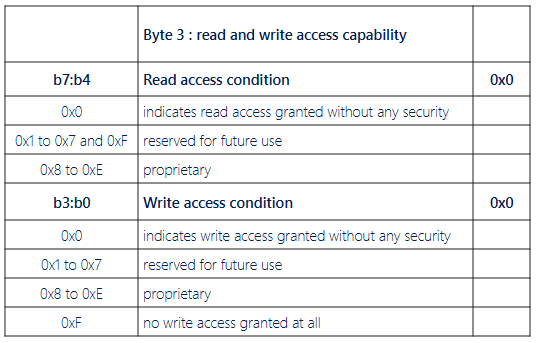 Byte 3 : read and write access capability
b7:b4 Read access condition 0x0
0x0 indicates read access granted without any security
0x1 to 0x7 and 0xF reserved for future use
0x8 to 0xE proprietary
b3:b0 Write access condition 0x0
0x0 indicates write access granted without any security
0x1 to 0x7 reserved for future use
0x8 to 0xE proprietary
0xF no write access granted at all